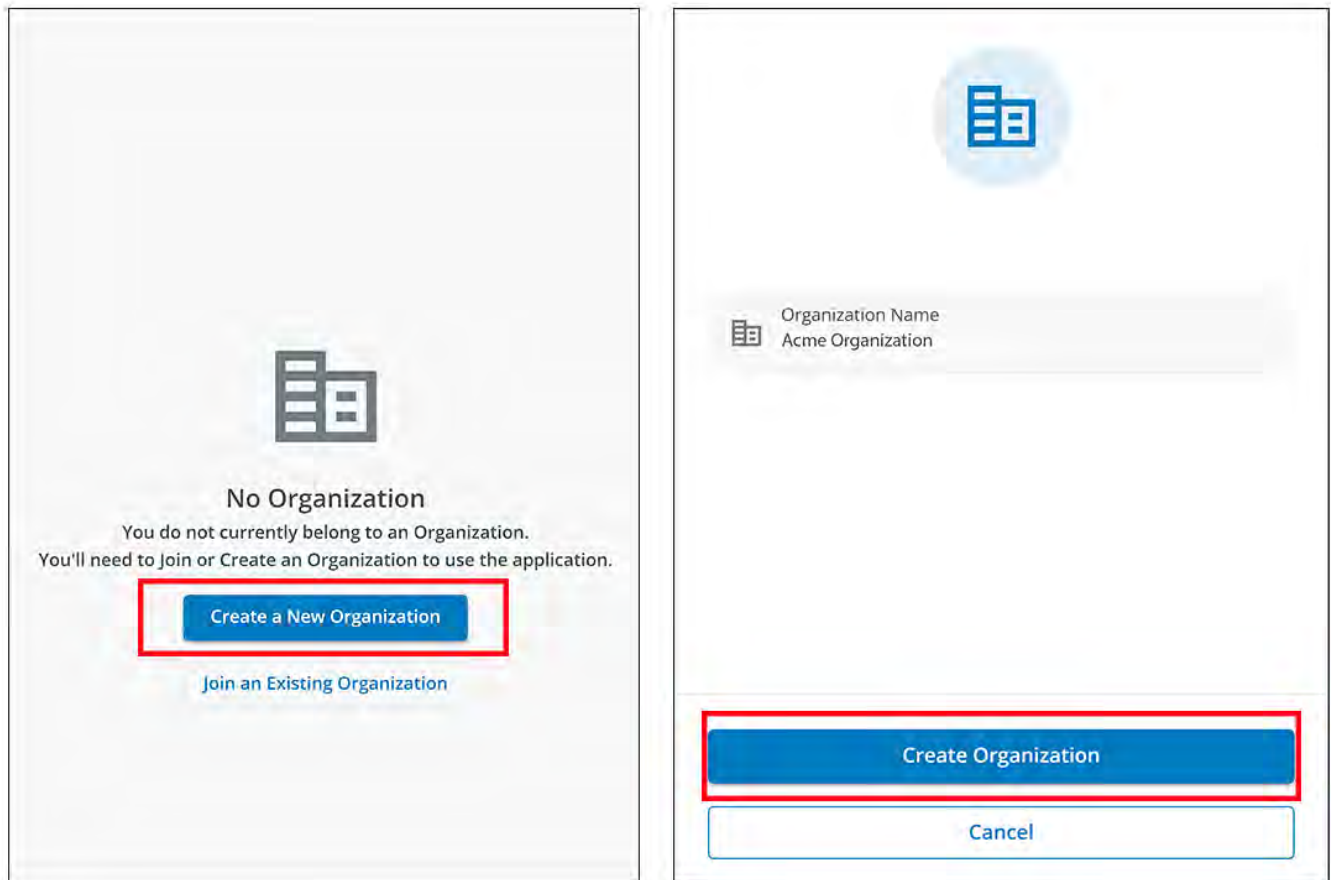 No Organization
You do not currently belong to an Organization.
You'll need to Join or Create an Organization to use the application.
Create a New Organization
Join an Existing Organization
Organization Name
Acme Organization
Create Organization
Cancel